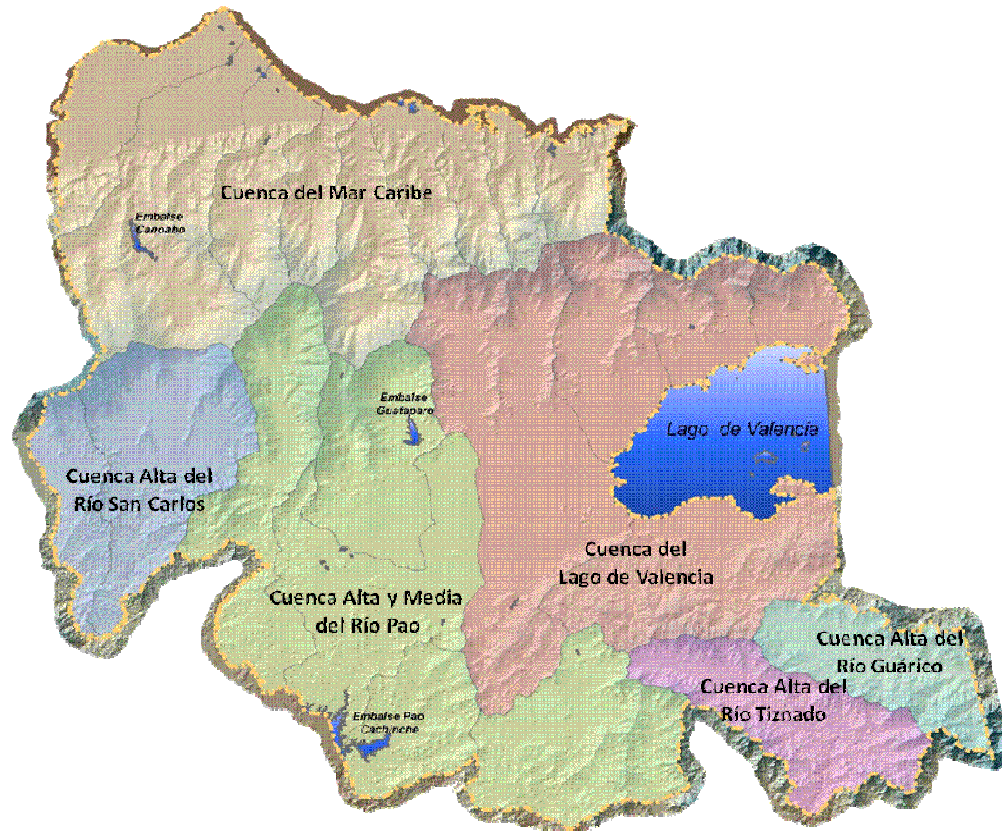 Cuenca del Mar Caribe
Embalse
Canoabo
Embalse
Guataparo
Lago de Valencia
Cuenca Alta del
Río San Carlos
Cuenca del
Lago de Valencia
Cuenca Alta y Media
del Río Pao
Cuenca Alta del
Río Guárico
Cuenca Alta del
Río Tiznado
Embalse Pao
Cachinche